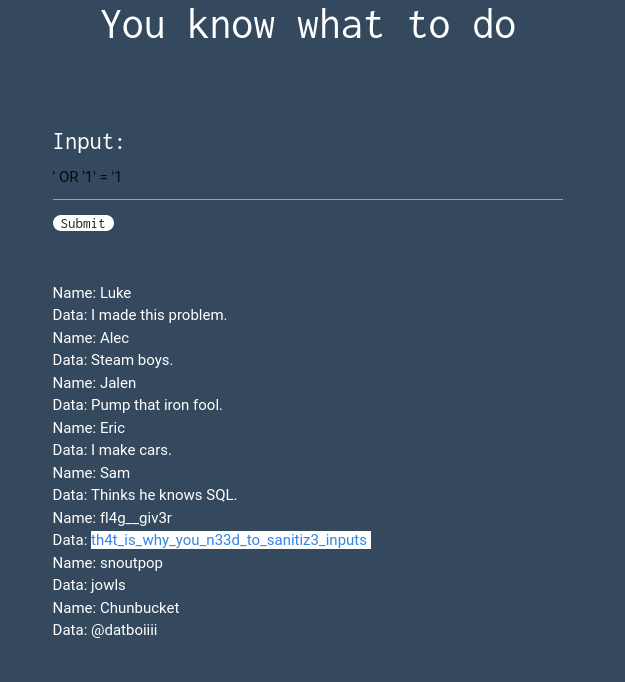 You know what to do
Input:
' OR '1' = '1
Submit
Name: Luke
Data: I made this problem.
Name: Alec
Data: Steam boys.
Name: Jalen
Data: Pump that iron fool.
Name: Eric
Data: I make cars.
Name: Sam
Data: Thinks he knows SQL.
Name: fl4g__giv3r
Data: th4t_is_why_you_n33d_to_sanitiz3_inputs
Name: snoutpop
Data: jowls
Name: Chunbucket
Data: @datboiiii